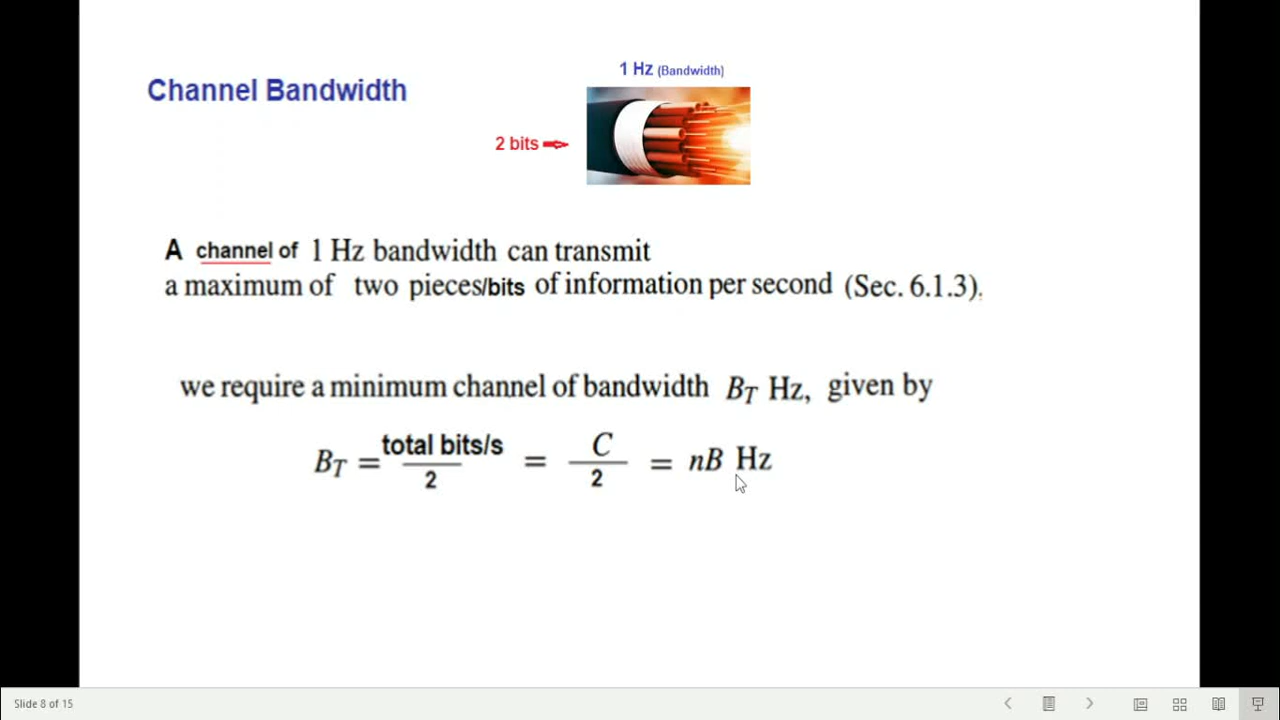 1 Hz (Bandwidth)
Channel Bandwidth
2 bits
A channel of 1 Hz bandwidth can transmit
a maximum of two pieces/bits of information per second (Sec. 6.1.3).
we require a minimum channel of bandwidth B_T Hz, given by
B_T = total bits/s / 2 = C / 2 = nB Hz
Slide 8 of 15